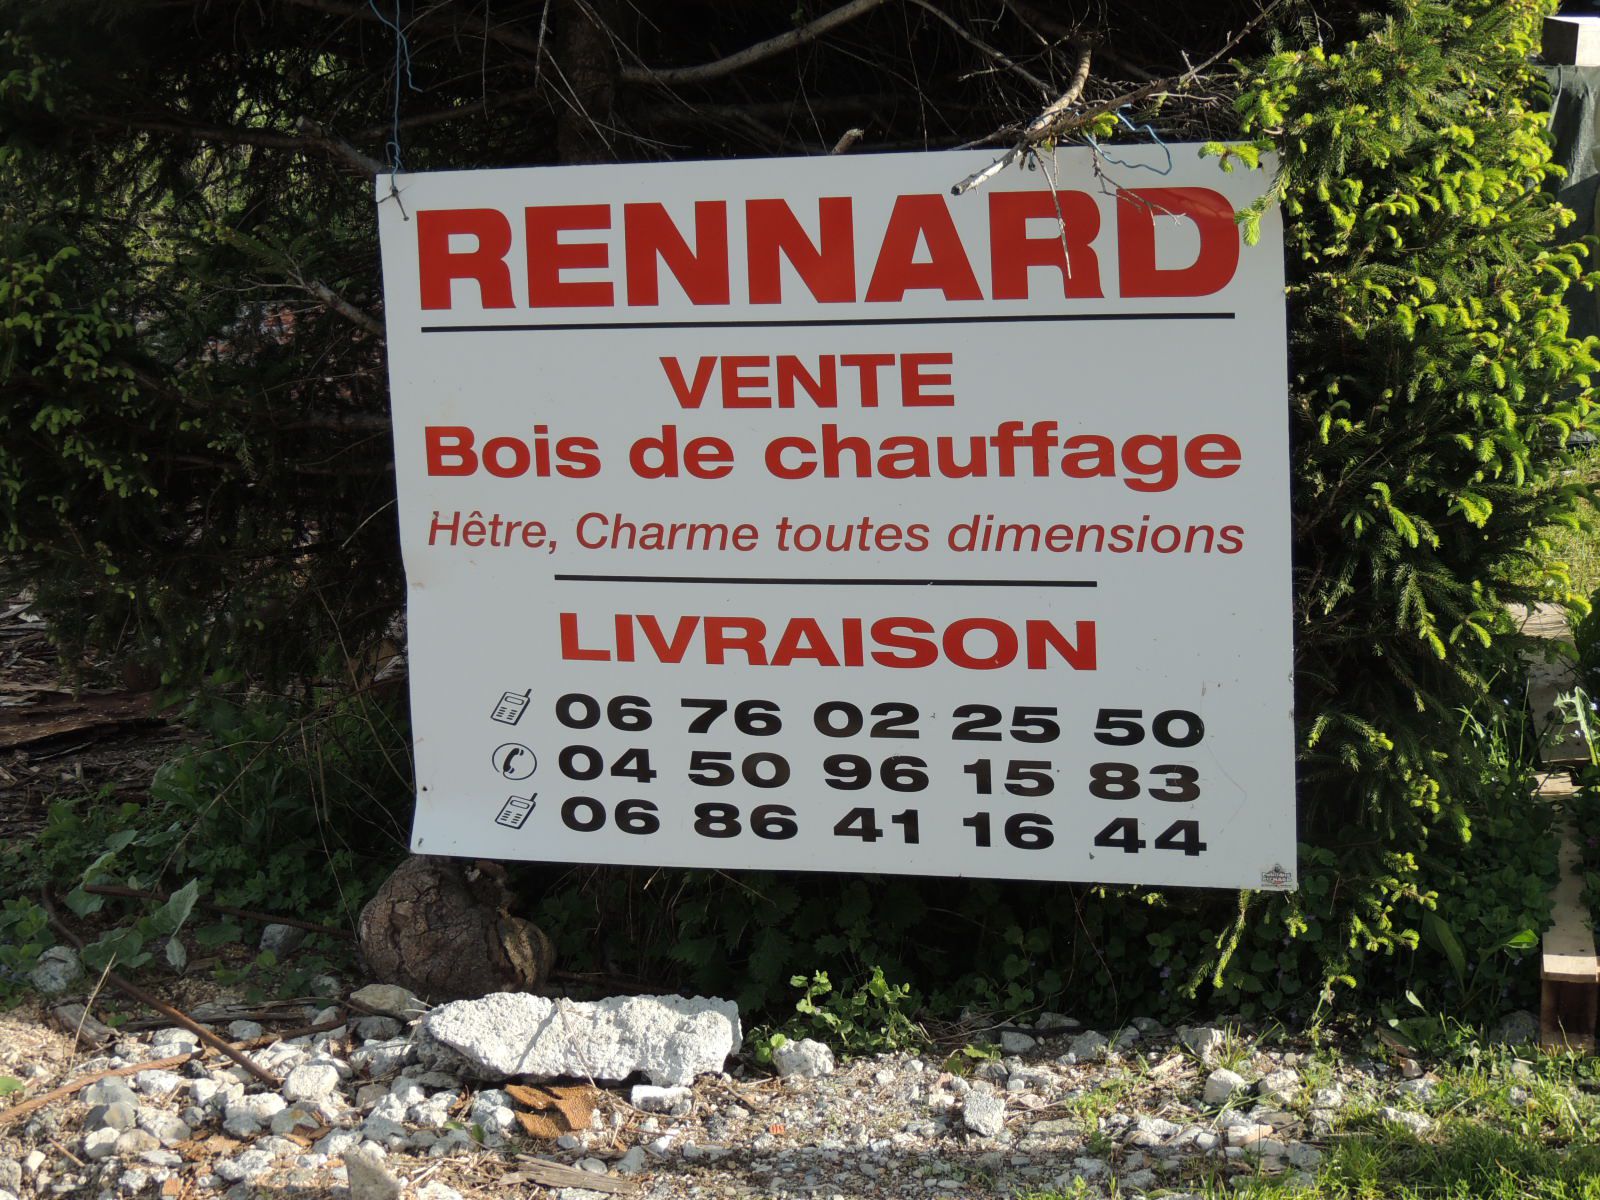 RENNARD
VENTE
Bois de chauffage
Hêtre, Charme toutes dimensions
LIVRAISON
06 76 02 25 50
04 50 96 15 83
06 86 41 16 44